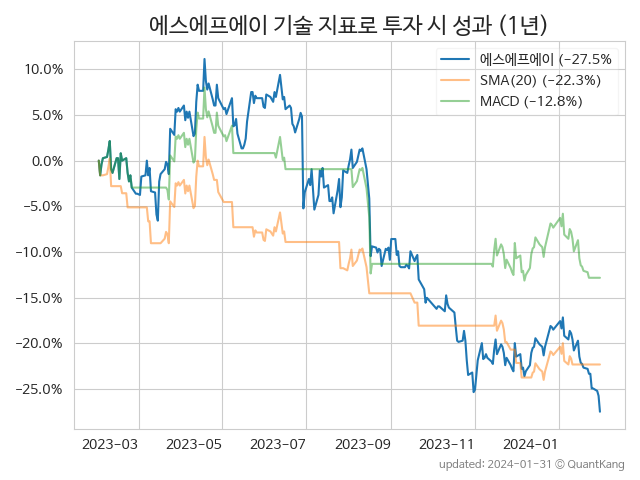 에스에프에이 기술 지표로 투자 시 성과 (1년)
에스에프에이 (−27.5%
SMA(20) (−22.3%)
MACD (−12.8%)
10.0%
5.0%
0.0%
−5.0%
−10.0%
−15.0%
−20.0%
−25.0%
2023−03 2023−05 2023−07 2023−09 2023−11 2024−01
updated: 2024-01-31 © QuantKang